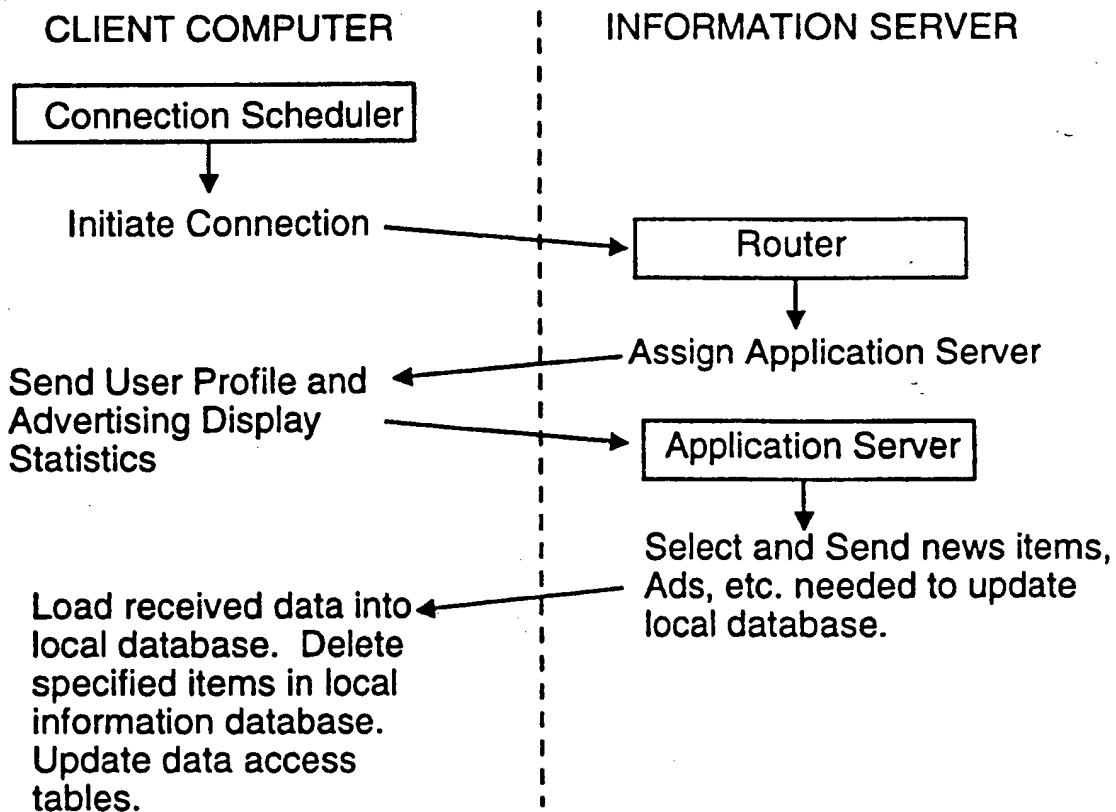 CLIENT COMPUTER
INFORMATION SERVER
Connection Scheduler
Initiate Connection
Router
Assign Application Server
Send User Profile and
Advertising Display
Statistics
Application Server
Select and Send news items,
Ads, etc. needed to update
local database.
Load received data into
local database. Delete
specified items in local
information database.
Update data access
tables.